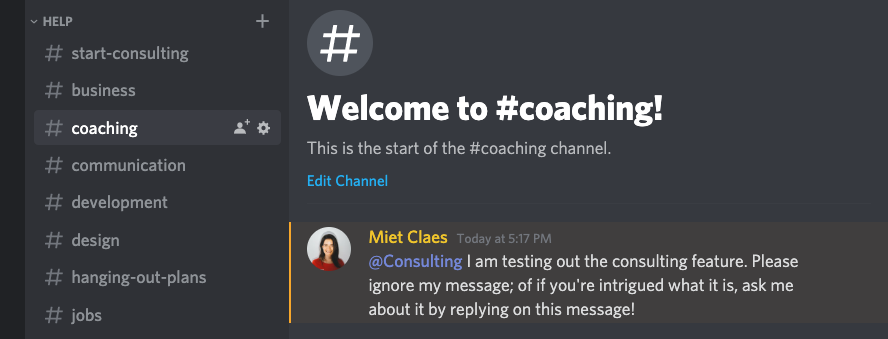 HELP
# start-consulting
# business
# coaching
# communication
# development
# design
# hanging-out-plans
# jobs
#
Welcome to #coaching!
This is the start of the #coaching channel.
Edit Channel
Miet Claes Today at 5:17 PM
@Consulting I am testing out the consulting feature. Please
ignore my message; of if you're intrigued what it is, ask me
about it by replying on this message!